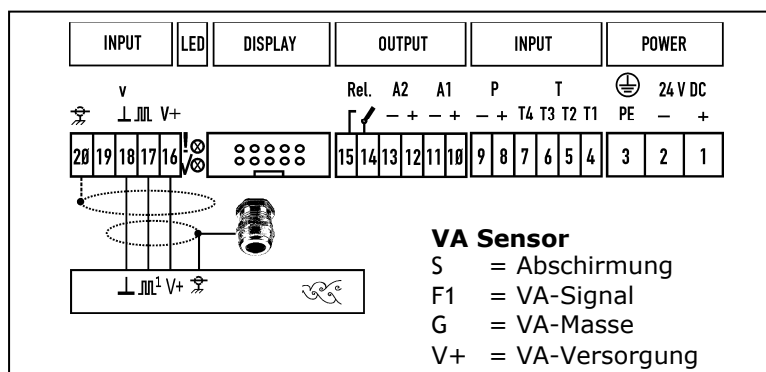 INPUT LED DISPLAY OUTPUT INPUT POWER
v Rel. A2 A1 P T 24 V DC
V+ − + − + − + T4 T3 T2 T1 PE − +
20 19 18 17 16 ! V 15 14 13 12 11 10 9 8 7 6 5 4 3 2 1
1 V+
VA Sensor
S = Abschirmung
F1 = VA-Signal
G = VA-Masse
V+ = VA-Versorgung